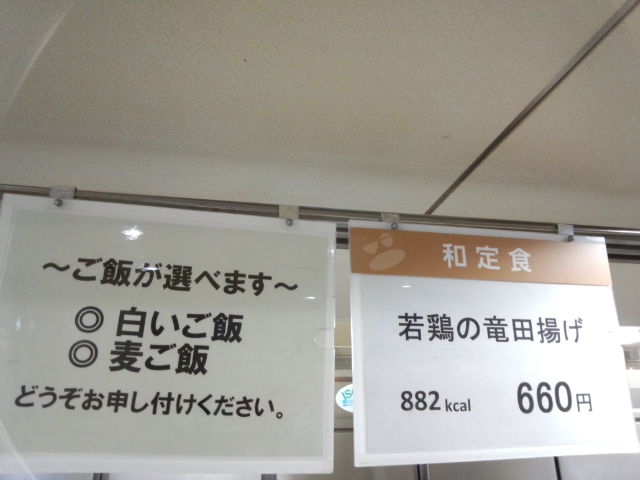 ～ご飯が選べます～
◎ 白いご飯
◎ 麦ご飯
どうぞお申し付けください。
和定食
若鶏の竜田揚げ
882 kcal 660円